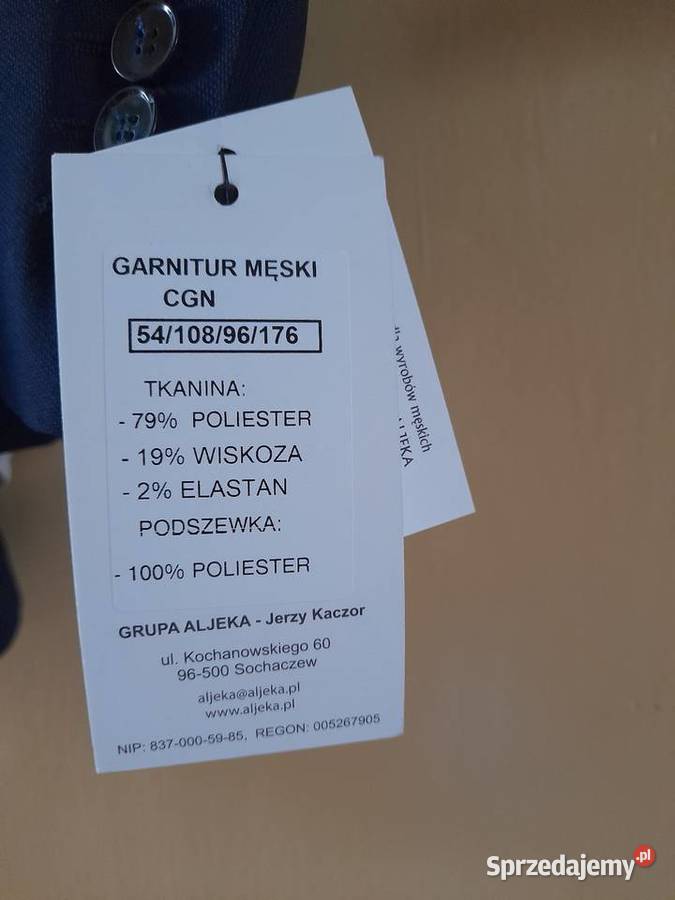 GARNITUR MĘSKI
CGN
54/108/96/176
TKANINA:
- 79% POLIESTER
- 19% WISKOZA
- 2% ELASTAN
PODSZEWKA:
- 100% POLIESTER
GRUPA ALJEKA - Jerzy Kaczor
ul. Kochanowskiego 60
96-500 Sochaczew
aljeka@aljeka.pl
www.aljeka.pl
NIP: 837-000-59-85, REGON: 005267905
wyrobów męskich
ALJEKA
Sprzedajemy.pl